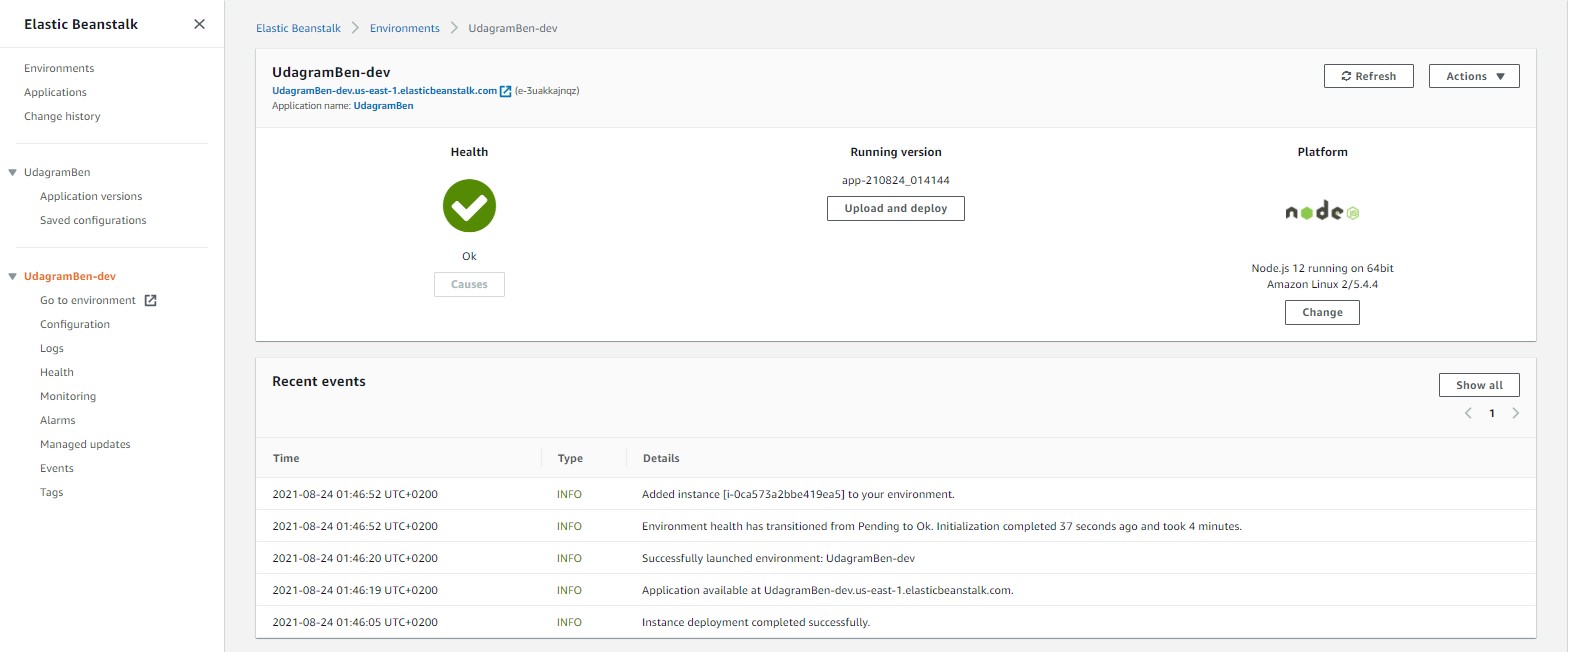 Elastic Beanstalk
Environments
Applications
Change history
UdagramBen
Application versions
Saved configurations
UdagramBen-dev
Go to environment
Configuration
Logs
Health
Monitoring
Alarms
Managed updates
Events
Tags
Elastic Beanstalk > Environments > UdagramBen-dev
UdagramBen-dev
UdagramBen-dev.us-east-1.elasticbeanstalk.com (e-3uakkajnqz)
Application name: UdagramBen
Refresh Actions
Health
Ok
Causes
Running version
app-210824_014144
Upload and deploy
Platform
node JS
Node.js 12 running on 64bit
Amazon Linux 2/5.4.4
Change
Recent events
Show all
1
Time Type Details
2021-08-24 01:46:52 UTC+0200 INFO Added instance [i-0ca573a2bbe419ea5] to your environment.
2021-08-24 01:46:52 UTC+0200 INFO Environment health has transitioned from Pending to Ok. Initialization completed 37 seconds ago and took 4 minutes.
2021-08-24 01:46:20 UTC+0200 INFO Successfully launched environment: UdagramBen-dev
2021-08-24 01:46:19 UTC+0200 INFO Application available at UdagramBen-dev.us-east-1.elasticbeanstalk.com.
2021-08-24 01:46:05 UTC+0200 INFO Instance deployment completed successfully.